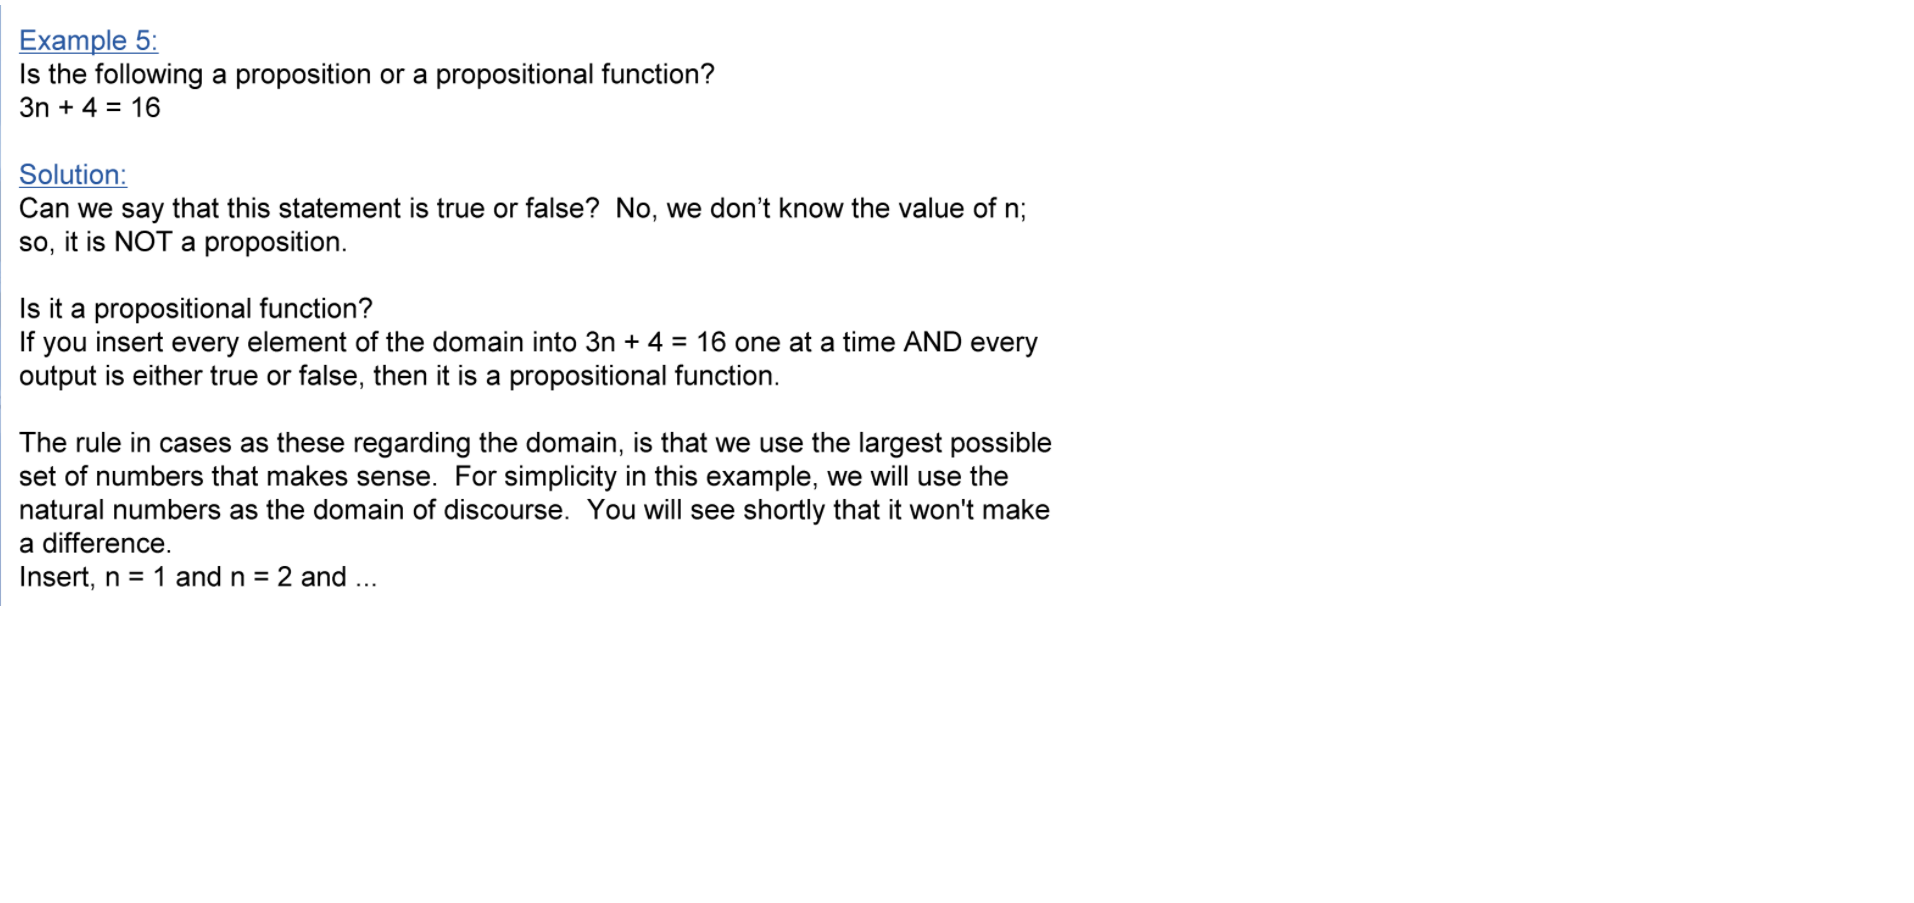 Example 5:
Is the following a proposition or a propositional function?
3n + 4 = 16
Solution:
Can we say that this statement is true or false?  No, we don’t know the value of n;
so, it is NOT a proposition.
Is it a propositional function?
If you insert every element of the domain into 3n + 4 = 16 one at a time AND every
output is either true or false, then it is a propositional function.
The rule in cases as these regarding the domain, is that we use the largest possible
set of numbers that makes sense.  For simplicity in this example, we will use the
natural numbers as the domain of discourse.  You will see shortly that it won't make
a difference.
Insert, n = 1 and n = 2 and ...